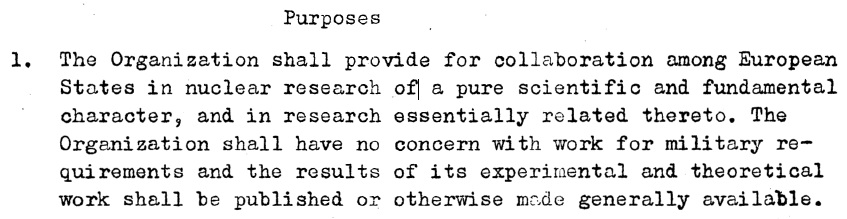 Purposes
1. The Organization shall provide for collaboration among European
States in nuclear research of a pure scientific and fundamental
character, and in research essentially related thereto. The
Organization shall have no concern with work for military re-
quirements and the results of its experimental and theoretical
work shall be published or otherwise made generally available.